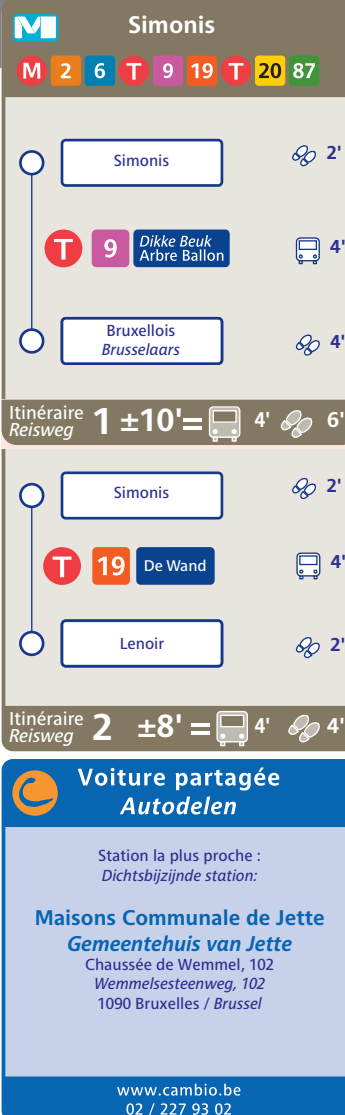 M
Simonis
M 2 6 T 9 19 T 20 87
Simonis 2'
T 9 Dikke Beuk 4'
Arbre Ballon
Bruxellois 4'
Brusselaars
Itinéraire
Reisweg
1 ±10'= 4' 6'
Simonis 2'
T 19 De Wand 4'
Lenoir 2'
Itinéraire
Reisweg
2 ±8' = 4' 4'
Voiture partagée
Autodelen
Station la plus proche :
Dichtsbijzijnde station:
Maisons Communale de Jette
Gemeentehuis van Jette
Chaussée de Wemmel, 102
Wemmelsesteenweg, 102
1090 Bruxelles / Brussel
www.cambio.be
02 / 227 93 02